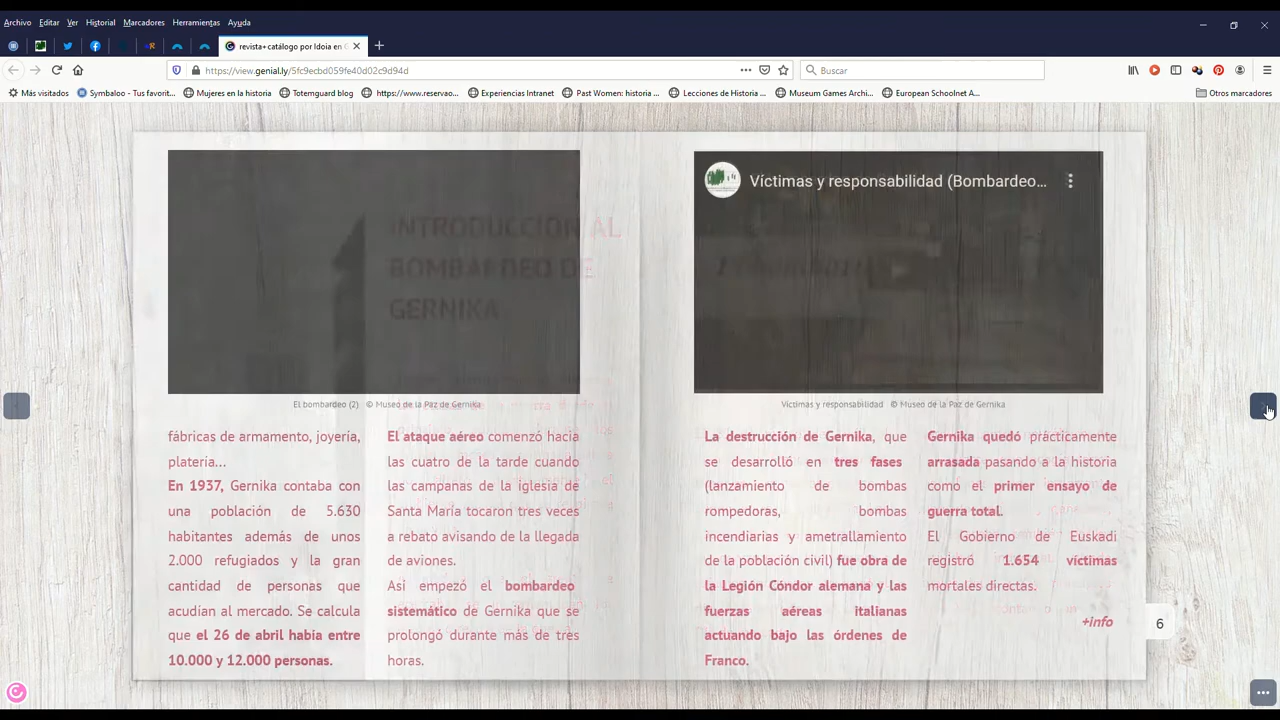 Archivo Editar Ver Historial Marcadores Herramientas Ayuda
revista+catálogo por Idoia en G
https://view.genial.ly/5fc9ecbd059fe40d02c9d94d
Buscar
Más visitados Symbaloo - Tus favorit... Mujeres en la historia Totemguard blog https://www.reservao... Experiencias Intranet Past Women: historia ... Lecciones de Historia ... Museum Games Archi... European Schoolnet A...
Otros marcadores
INTRODUCCIÓN AL
BOMBARDEO DE
GERNIKA
El bombardeo (2) © Museo de la Paz de Gernika
fábricas de armamento, joyería,
plateria...
En 1937, Gernika contaba con
una población de 5.630
habitantes además de unos
2.000 refugiados y la gran
cantidad de personas que
acudían al mercado. Se calcula
que el 26 de abril habia entre
10.000 y 12.000 personas.
El ataque aéreo comenzó hacia
las cuatro de la tarde cuando
las campanas de la iglesia de
Santa María tocaron tres veces
a rebato avisando de la llegada
de aviones.
Asi empezó el bombardeo
sistemático de Gernika que se
prolongó durante más de tres
horas.
Víctimas y responsabilidad (Bombardeo...
Víctimas y responsabilidad © Museo de la Paz de Gernika
La destrucción de Gernika, que
se desarrolló en tres fases
(lanzamiento de bombas
rompedoras, bombas
incendiarias y ametrallamiento
de la población civil) fue obra de
la Legión Cóndor alemana y las
fuerzas aéreas italianas
actuando bajo las órdenes de
Franco.
Gernika quedó prácticamente
arrasada pasando a la historia
como el primer ensayo de
guerra total.
El Gobierno de Euskadi
registró 1.654 víctimas
mortales directas.
+info
6